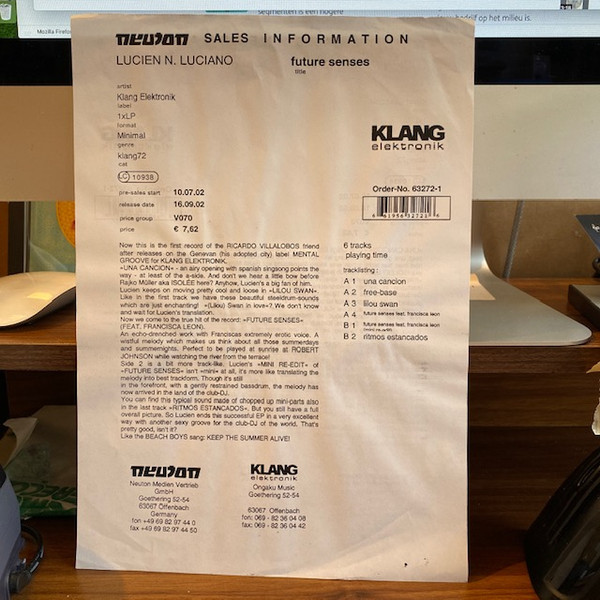 segmenten is een hogere
bedrijf op het milieu is.
Mozilla Firefox
neuton SALES INFORMATION
LUCIEN N. LUCIANO future senses
title
artist
Klang Elektronik
label
1xLP
format
Minimal
genre
klang72
cat
LC 10938
KLANG
elektronik
pre-sales start 10.07.02
release date 16.09.02
price group V070
price € 7,62
Order-No. 63272-1
Now this is the first record of the RICARDO VILLALOBOS friend
after releases on the Genevan (his adopted city) label MENTAL
GROOVE for KLANG ELEKTRONIK.
»UNA CANCION« - an airy opening with spanish singsong points the
way - at least of the a-side. And don't we hear a little bow before
Rajko Müller aka ISOLÉE here? Anyhow, Lucien's a big fan of him.
Lucien keeps on moving pretty cool and loose in »LILOU SWAN«.
Like in the first track we have these beautiful steeldrum-sounds
which are just enchanting! »(Lilou) Swan in love«?. We don't know
and wait for Lucien's translation.
Now we come to the true hit of the record: »FUTURE SENSES«
(FEAT. FRANCISCA LEON).
An echo-drenched work with Franciscas extremely erotic voice. A
wistful melody which makes us think about all those summerdays
and summernights. Perfect to be played at sunrise at ROBERT
JOHNSON while watching the river from the terrace!
Side 2 is a bit more track-like. Lucien's »MINI RE-EDIT« of
»FUTURE SENSES« isn't »mini« at all, it's more like translating the
melody into best trackform. Though it's still
in the forefront, with a gently restrained bassdrum, the melody has
now arrived in the land of the club-DJ.
You can find this typical sound made of chopped up mini-parts also
in the last track »RITMOS ESTANCADOS«. But you still have a full
overall picture. So Lucien ends this successful EP in a very excellent
way with another sexy groove for the club-DJ of the world. That's
pretty good, isn't it?
Like the BEACH BOYS sang: KEEP THE SUMMER ALIVE!
6 tracks
playing time
tracklisting:
A 1 una cancion
A 2 free-base
A 3 lilou swan
A 4 future senses feat. francisca leon
B 1 future senses feat. francisca leon
B 2 ritmos estancados
neuton
Neuton Medien Vertrieb
GmbH
Goethering 52-54
63067 Offenbach
Germany
fon +49 69 82 97 44 0
fax +49 69 82 97 44 50
KLANG
elektronik
Ongaku Music
Goethering 52-54
63067 Offenbach
fon: 069 - 82 36 04 08
fax: 069 - 82 36 04 42